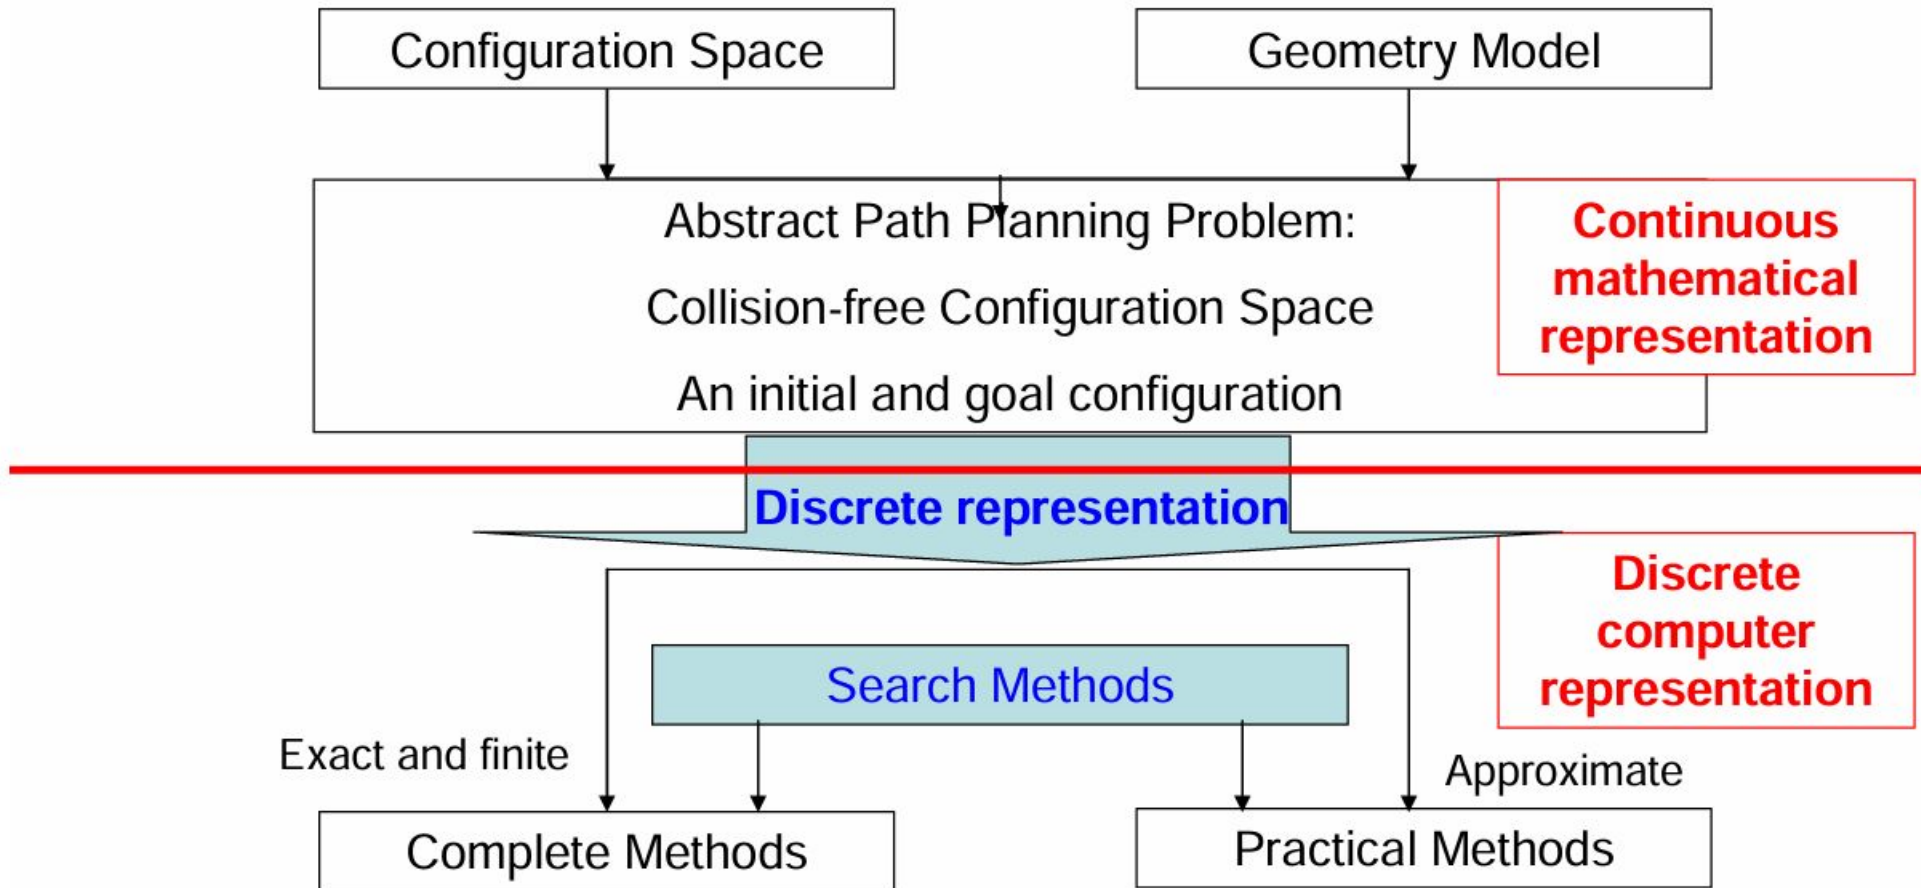 Configuration Space
Geometry Model
Abstract Path Planning Problem:
Collision-free Configuration Space
An initial and goal configuration
Continuous
mathematical
representation
Discrete representation
Discrete
computer
representation
Search Methods
Exact and finite
Approximate
Complete Methods
Practical Methods